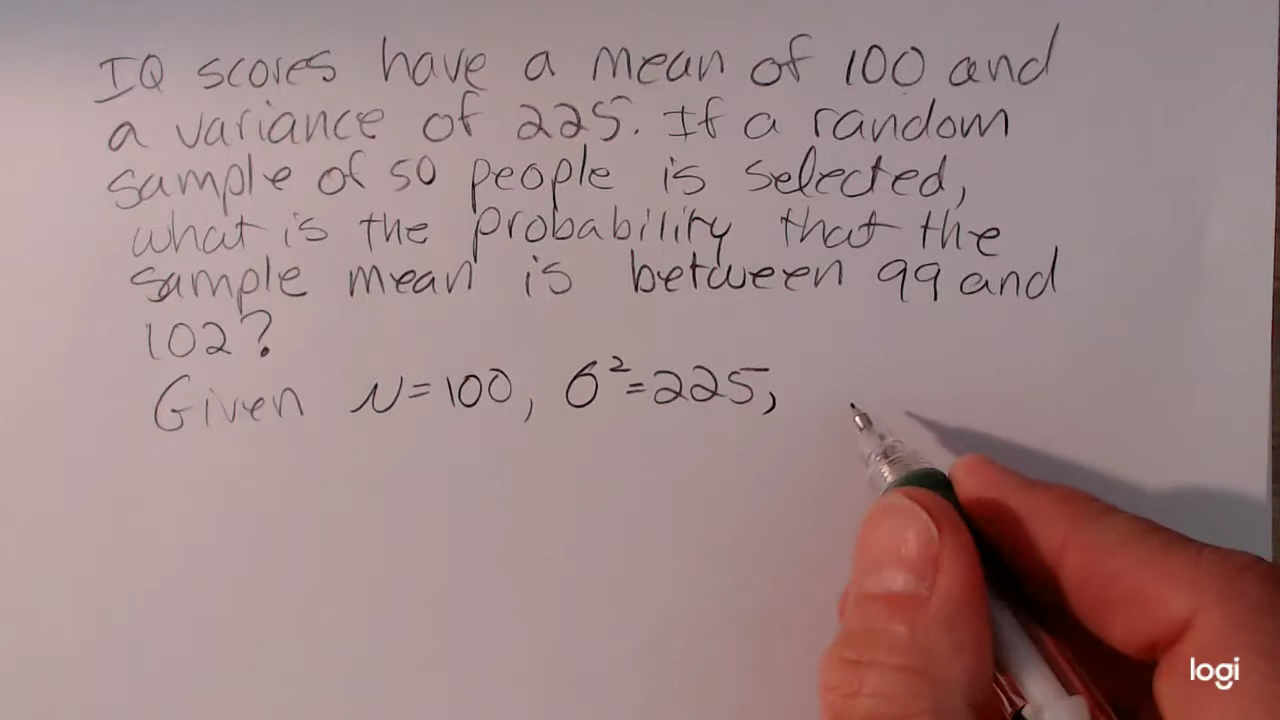 IQ scores have a mean of 100 and
a variance of 225. If a random
sample of 50 people is selected,
what is the probability that the
sample mean is between 99 and
102?
Given μ=100, σ²=225,
logi